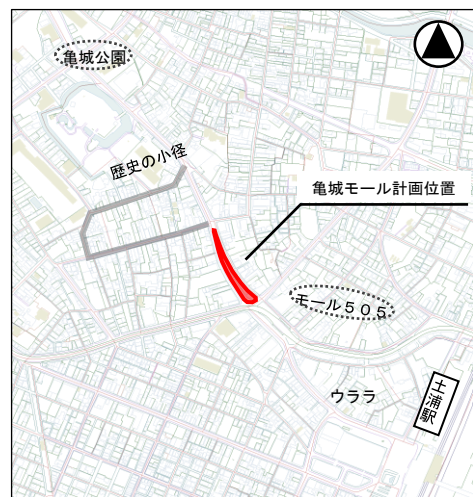 亀城公園
歴史の小径
亀城モール計画位置
モール５０５
ウララ
土浦駅